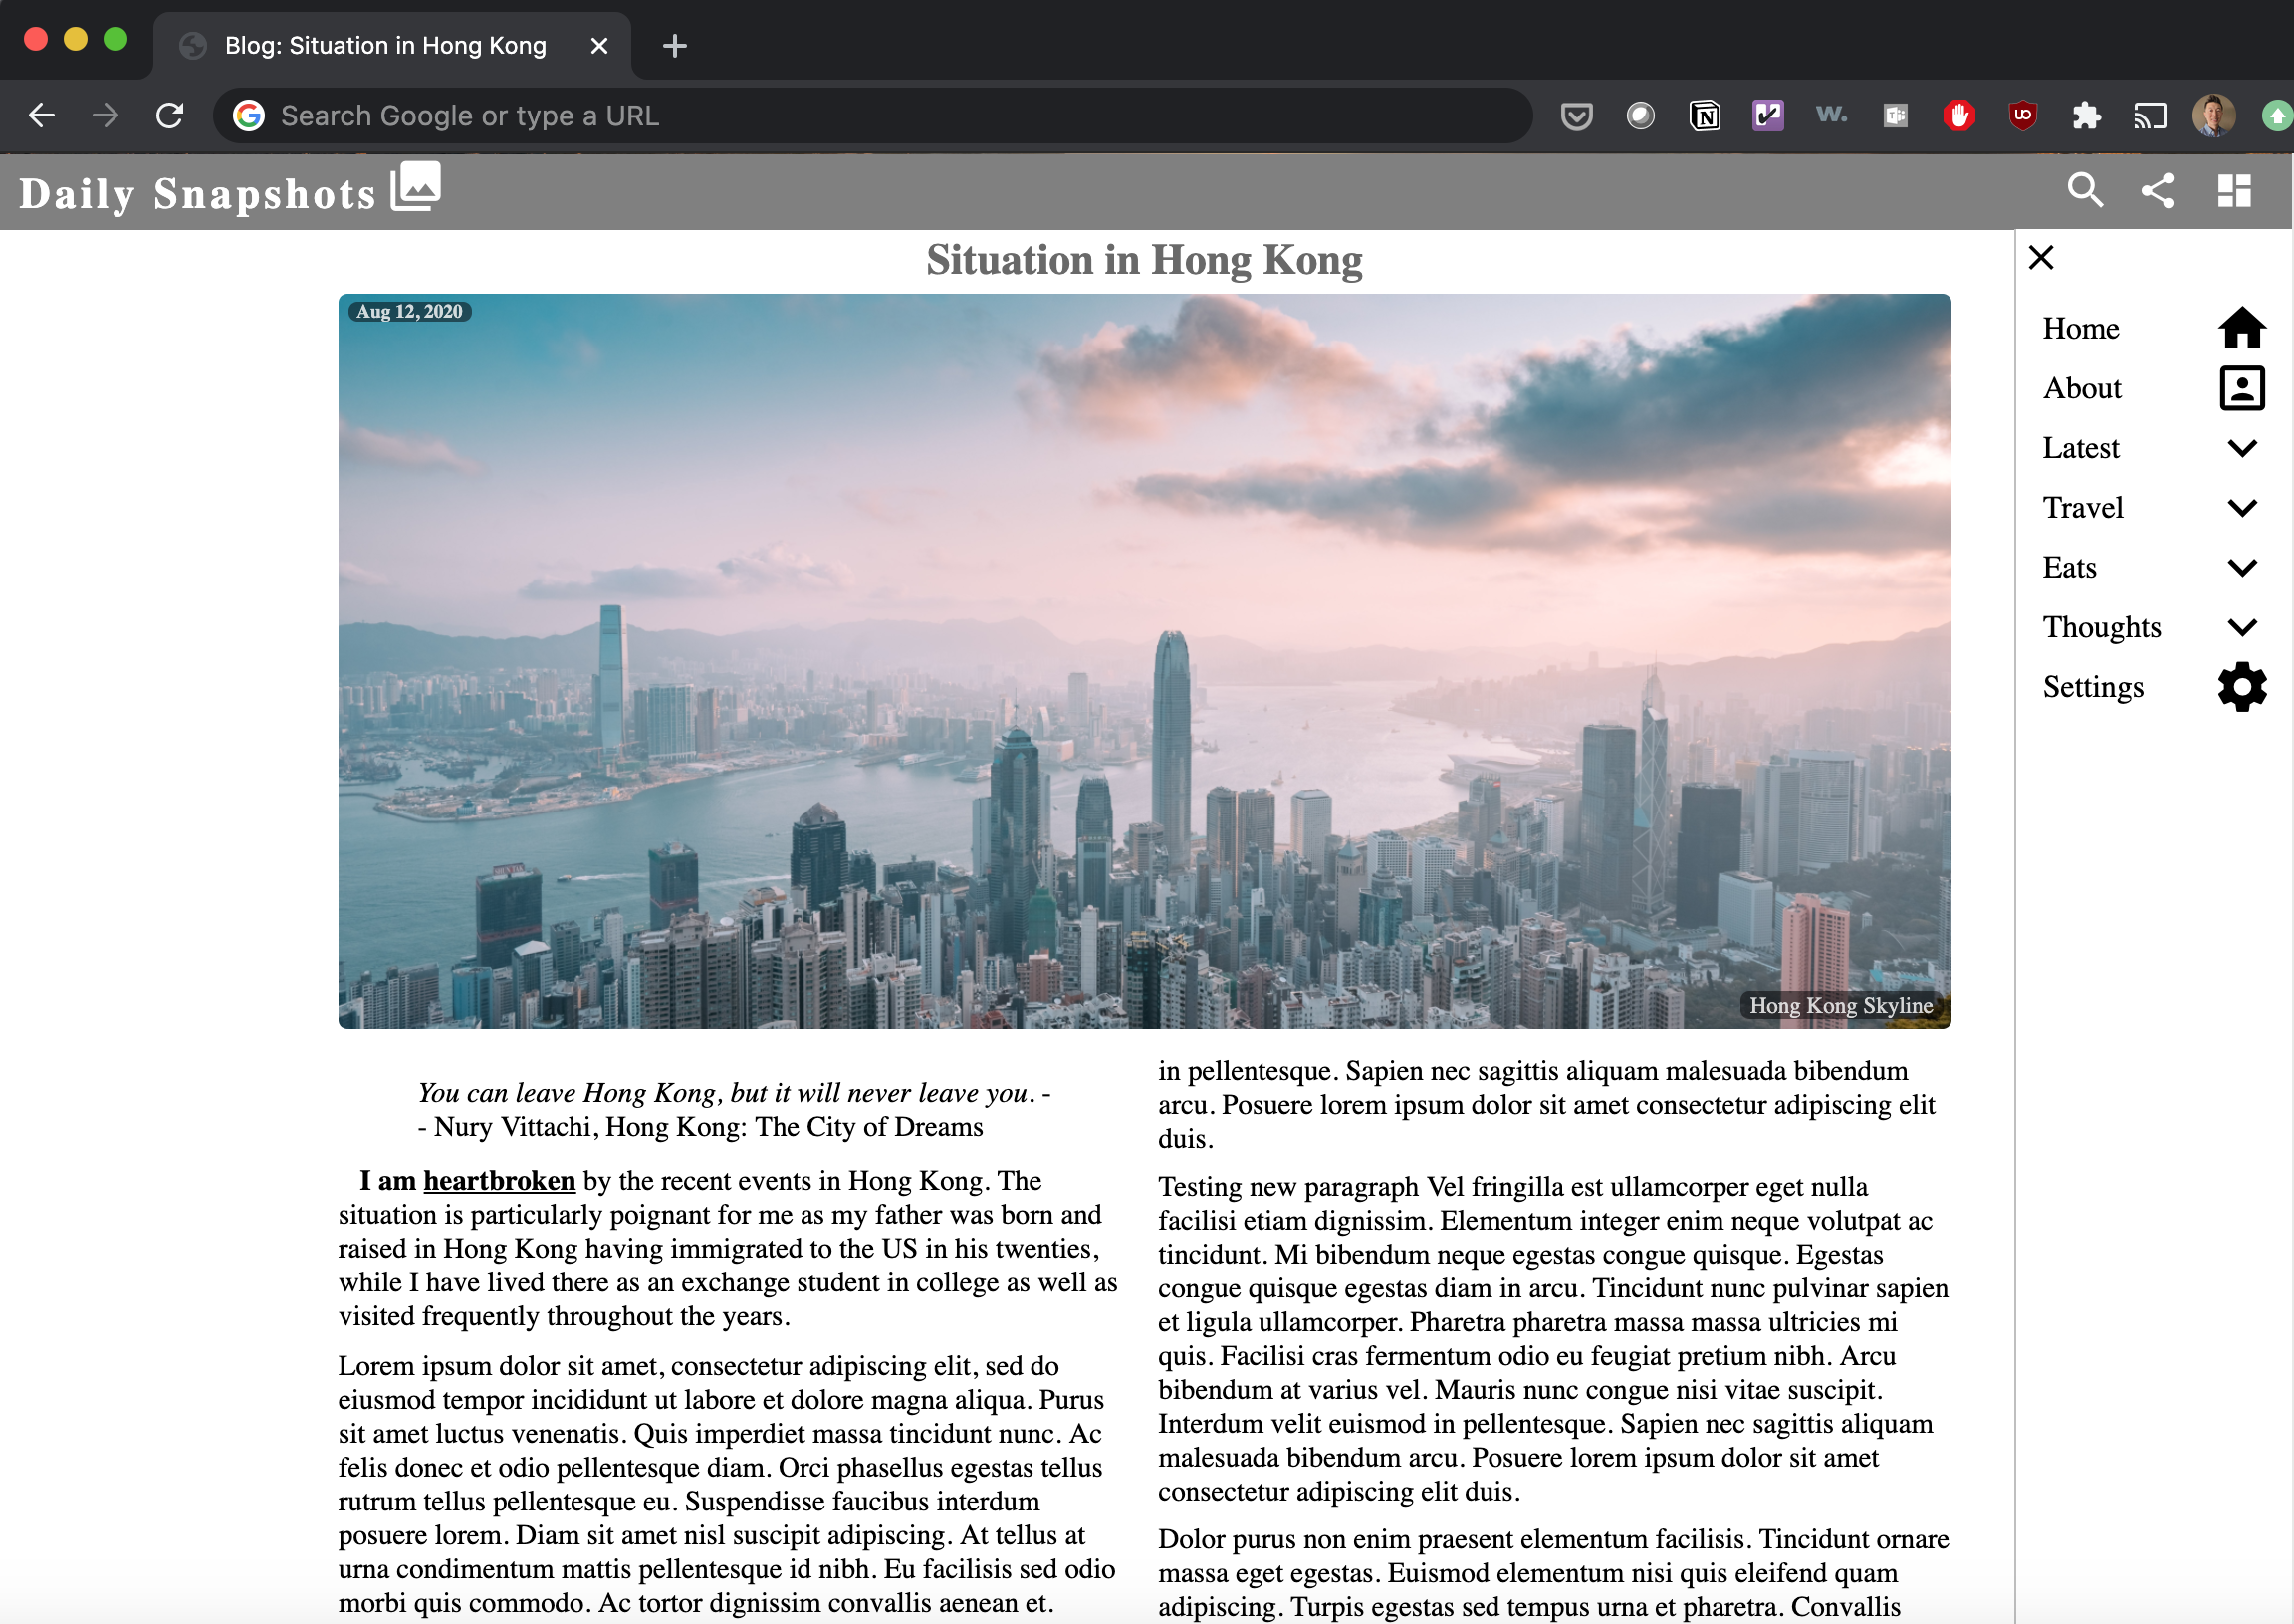 Blog: Situation in Hong Kong
Search Google or type a URL
Daily Snapshots
Situation in Hong Kong
Aug 12, 2020
Hong Kong Skyline
You can leave Hong Kong, but it will never leave you. -
- Nury Vittachi, Hong Kong: The City of Dreams
I am heartbroken by the recent events in Hong Kong. The
situation is particularly poignant for me as my father was born and
raised in Hong Kong having immigrated to the US in his twenties,
while I have lived there as an exchange student in college as well as
visited frequently throughout the years.
Lorem ipsum dolor sit amet, consectetur adipiscing elit, sed do
eiusmod tempor incididunt ut labore et dolore magna aliqua. Purus
sit amet luctus venenatis. Quis imperdiet massa tincidunt nunc. Ac
felis donec et odio pellentesque diam. Orci phasellus egestas tellus
rutrum tellus pellentesque eu. Suspendisse faucibus interdum
posuere lorem. Diam sit amet nisl suscipit adipiscing. At tellus at
urna condimentum mattis pellentesque id nibh. Eu facilisis sed odio
morbi quis commodo. Ac tortor dignissim convallis aenean et.
in pellentesque. Sapien nec sagittis aliquam malesuada bibendum
arcu. Posuere lorem ipsum dolor sit amet consectetur adipiscing elit
duis.
Testing new paragraph Vel fringilla est ullamcorper eget nulla
facilisi etiam dignissim. Elementum integer enim neque volutpat ac
tincidunt. Mi bibendum neque egestas congue quisque. Egestas
congue quisque egestas diam in arcu. Tincidunt nunc pulvinar sapien
et ligula ullamcorper. Pharetra pharetra massa massa ultricies mi
quis. Facilisi cras fermentum odio eu feugiat pretium nibh. Arcu
bibendum at varius vel. Mauris nunc congue nisi vitae suscipit.
Interdum velit euismod in pellentesque. Sapien nec sagittis aliquam
malesuada bibendum arcu. Posuere lorem ipsum dolor sit amet
consectetur adipiscing elit duis.
Dolor purus non enim praesent elementum facilisis. Tincidunt ornare
massa eget egestas. Euismod elementum nisi quis eleifend quam
adipiscing. Turpis egestas sed tempus urna et pharetra. Convallis
Home
About
Latest
Travel
Eats
Thoughts
Settings